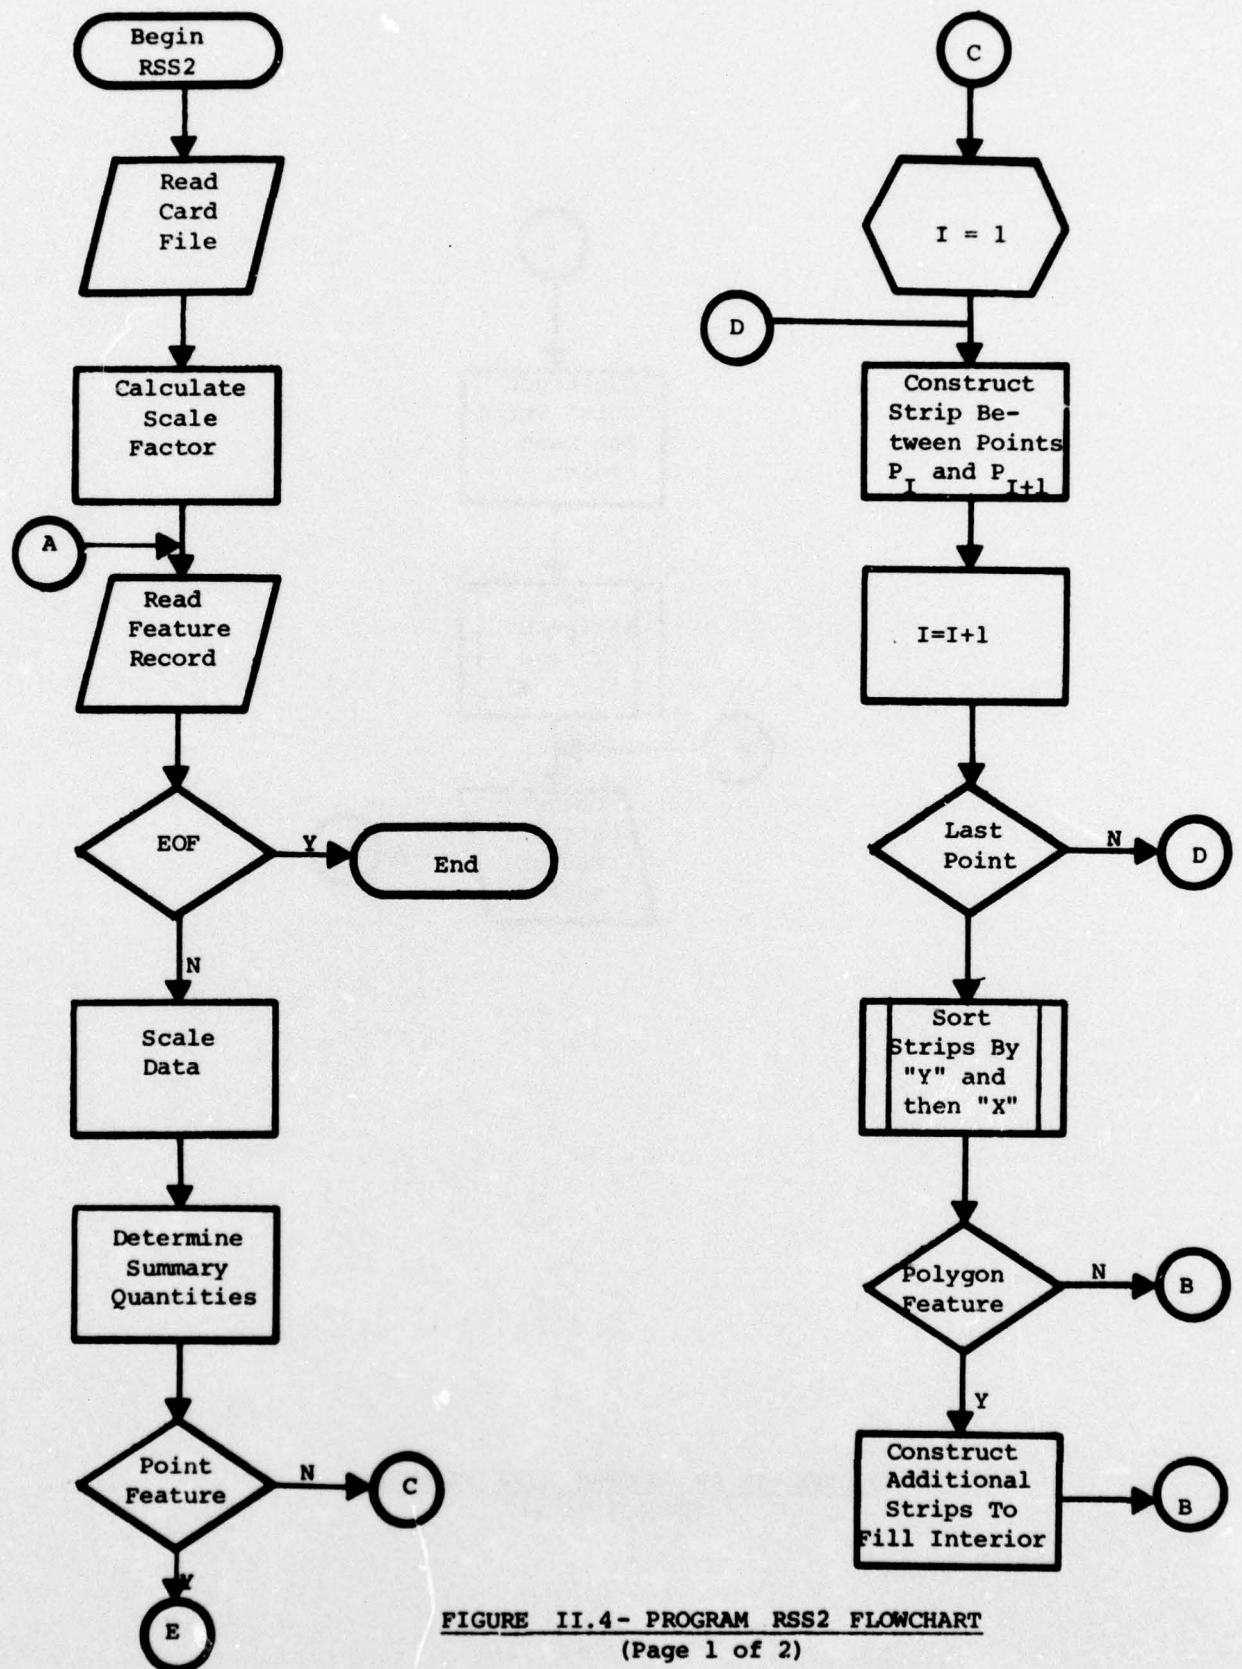 Begin
RSS2
Read
Card
File
Calculate
Scale
Factor
A
Read
Feature
Record
EOF
Y
End
N
Scale
Data
Determine
Summary
Quantities
Point
Feature
N
C
Y
E
C
I = 1
D
Construct
Strip Be-
tween Points
P_I and P_I+1
I=I+1
Last
Point
N
D
Sort
Strips By
"Y" and
then "X"
Polygon
Feature
N
B
Y
Construct
Additional
Strips To
Fill Interior
B
FIGURE II.4- PROGRAM RSS2 FLOWCHART
(Page 1 of 2)